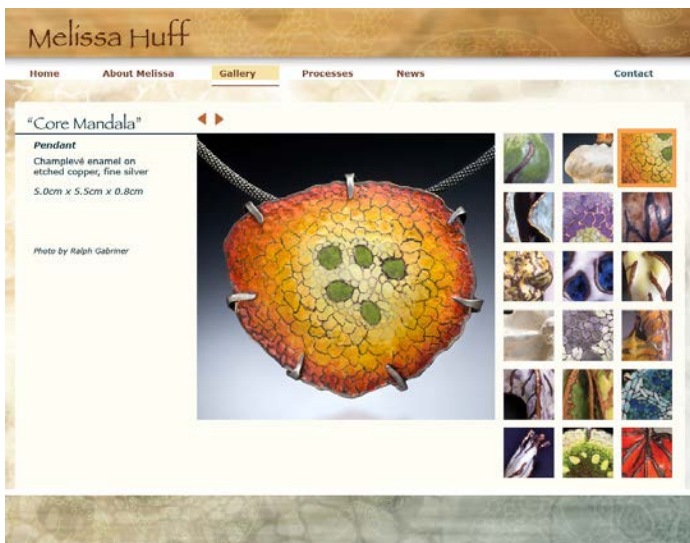 Melissa Huff
Home About Melissa Gallery Processes News Contact
"Core Mandala"
Pendant
Champlevé enamel on
etched copper, fine silver
5.0cm x 5.5cm x 0.8cm
Photo by Ralph Gabriner